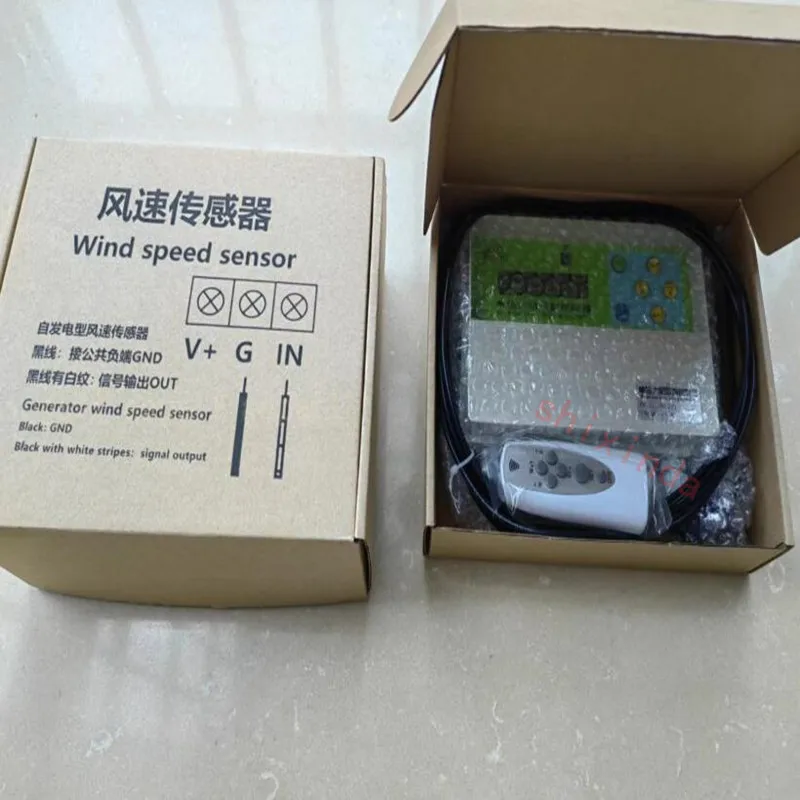 风速传感器
Wind speed sensor
自发电型风速传感器
黑线：接公共负端GND
黑线有白纹：信号输出OUT
V+ G IN
Generator wind speed sensor
Black: GND
Black with white stripes: signal output
shixinda